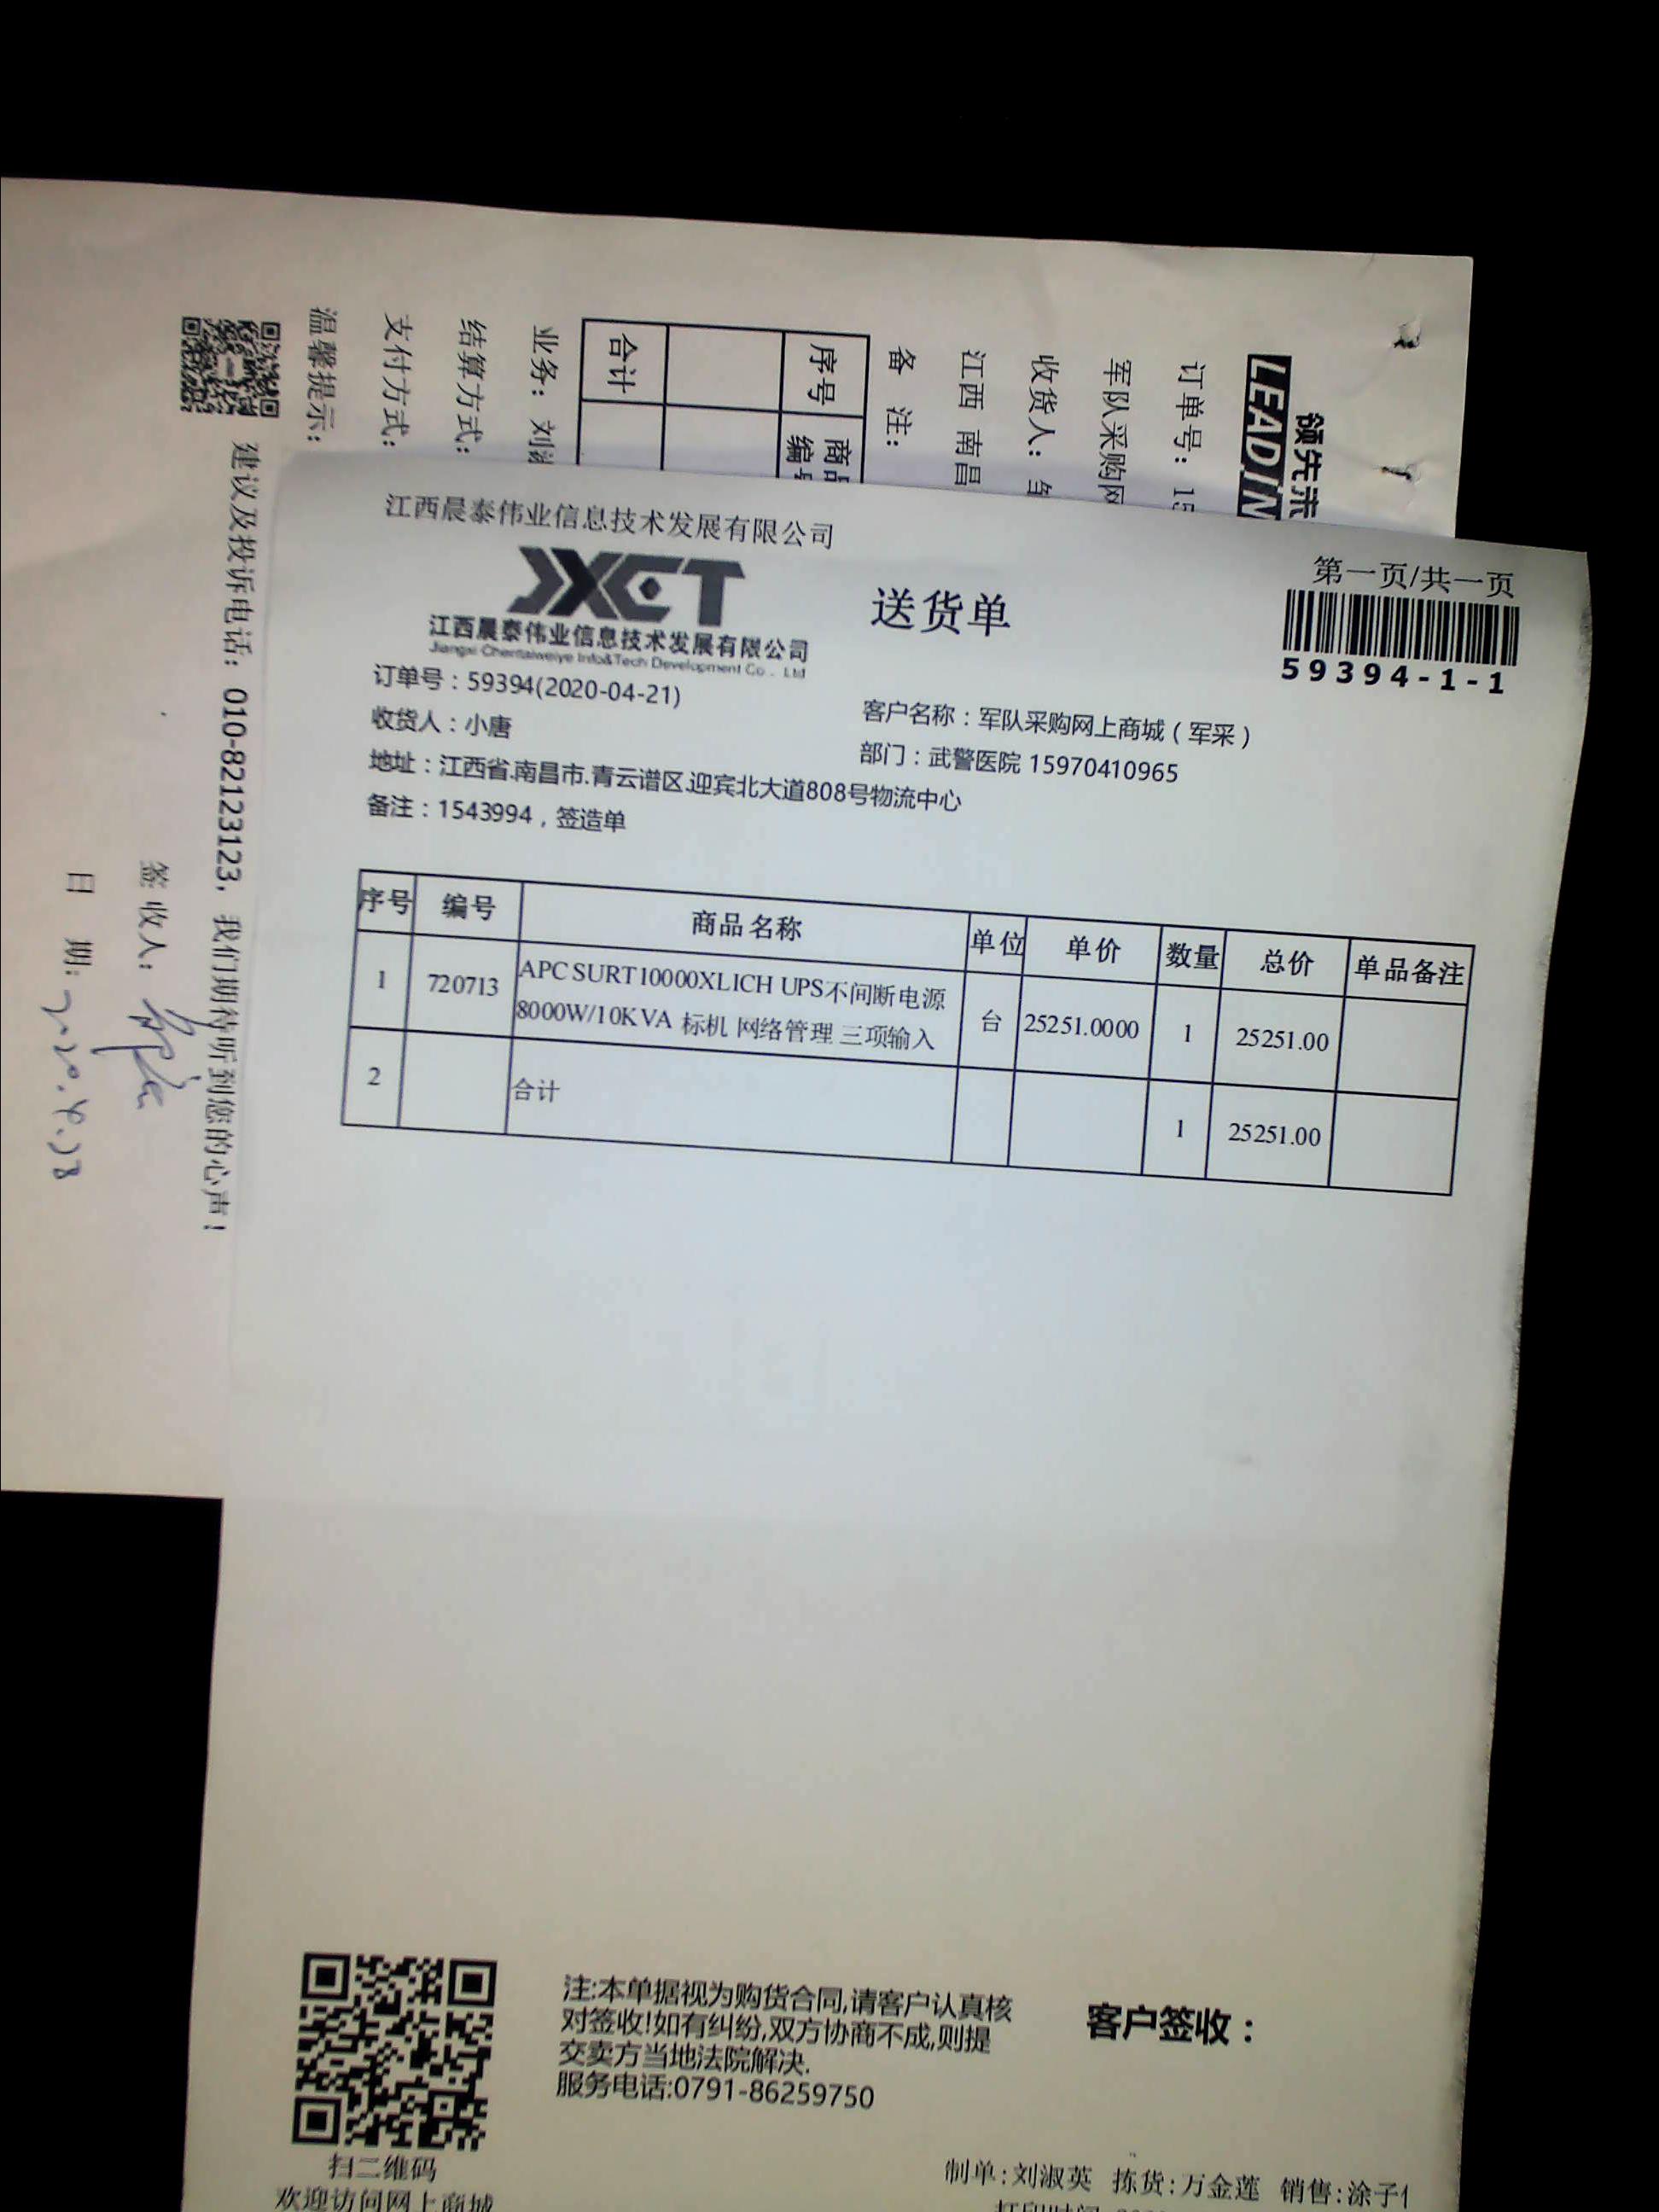 江西晨泰伟业信息技术发展有限公司
JXCT
江西晨泰伟业信息技术发展有限公司
Jiangxi Chentaiweiye Info&Tech Development Co., Ltd
送货单
第一页/共一页
59394-1-1
订单号：59394(2020-04-21)
收货人：小唐
客户名称：军队采购网上商城（军采）
部门：武警医院 15970410965
地址：江西省.南昌市.青云谱区.迎宾北大道808号物流中心
备注：1543994，签造单
序号 编号 商品名称 单位 单价 数量 总价 单品备注
1 720713 APC SURT10000XLICH UPS不间断电源 8000W/10KVA 标机 网络管理 三项输入 台 25251.0000 1 25251.00
2 合计 1 25251.00
注:本单据视为购货合同,请客户认真核
对签收!如有纠纷,双方协商不成,则提
交卖方当地法院解决.
服务电话:0791-86259750
客户签收：
扫二维码
欢迎访问网上商城
制单:刘淑英 拣货:万金莲 销售:涂子
打印时间
领先未
LEADIN
订单号：15
军队采购网
收货人：
江西 南昌
备 注：
序号 商品编号
合计
业务：刘
结算方式：
支付方式：
温馨提示：
建议及投诉电话：010-82123123，我们期待听到您的心声！
签收人：
日 期：2020.4.28